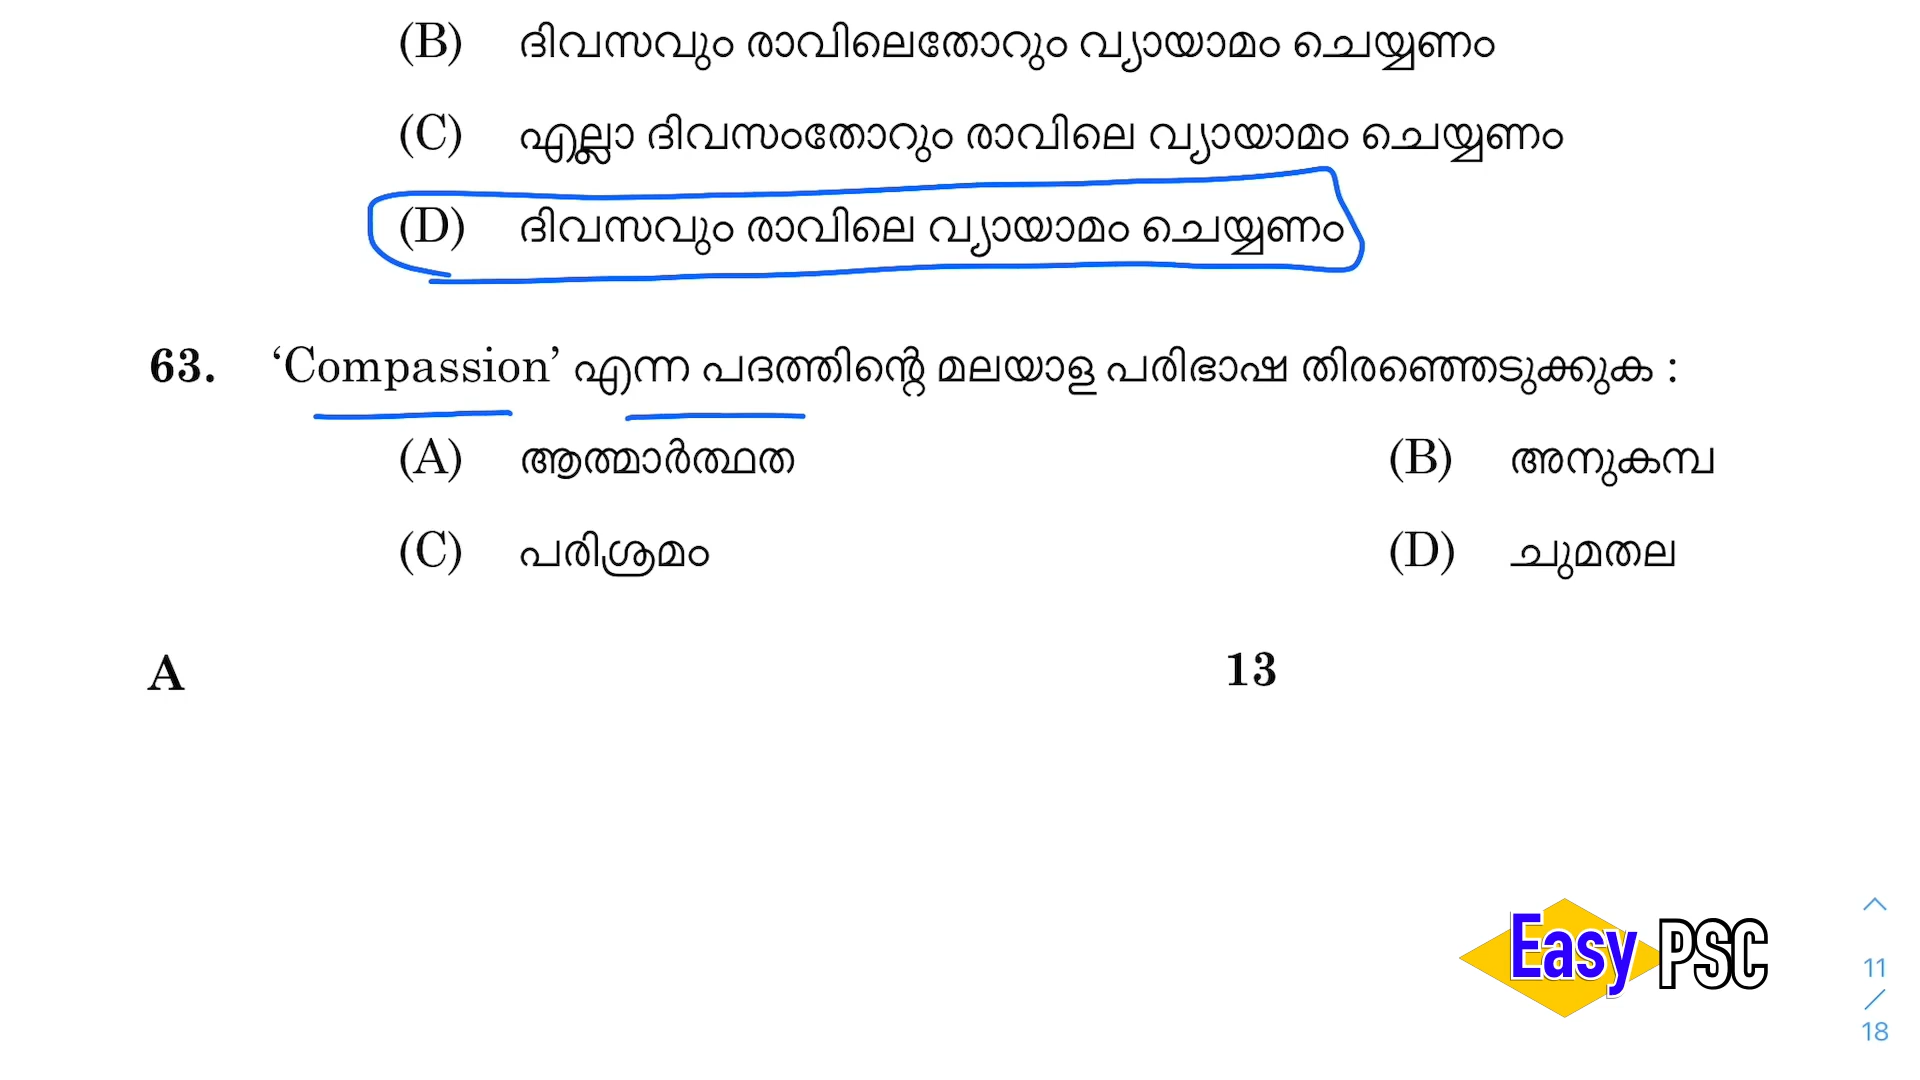 (B) ദിവസവും രാവിലെതോറും വ്യായാമം ചെയ്യണം
(C) എല്ലാ ദിവസംതോറും രാവിലെ വ്യായാമം ചെയ്യണം
(D) ദിവസവും രാവിലെ വ്യായാമം ചെയ്യണം
63. ‘Compassion’ എന്ന പദത്തിന്റെ മലയാള പരിഭാഷ തിരഞ്ഞെടുക്കുക :
(A) ആത്മാർത്ഥത (B) അനുകമ്പ
(C) പരിശ്രമം (D) ചുമതല
A 13
Easy PSC
11
/
18